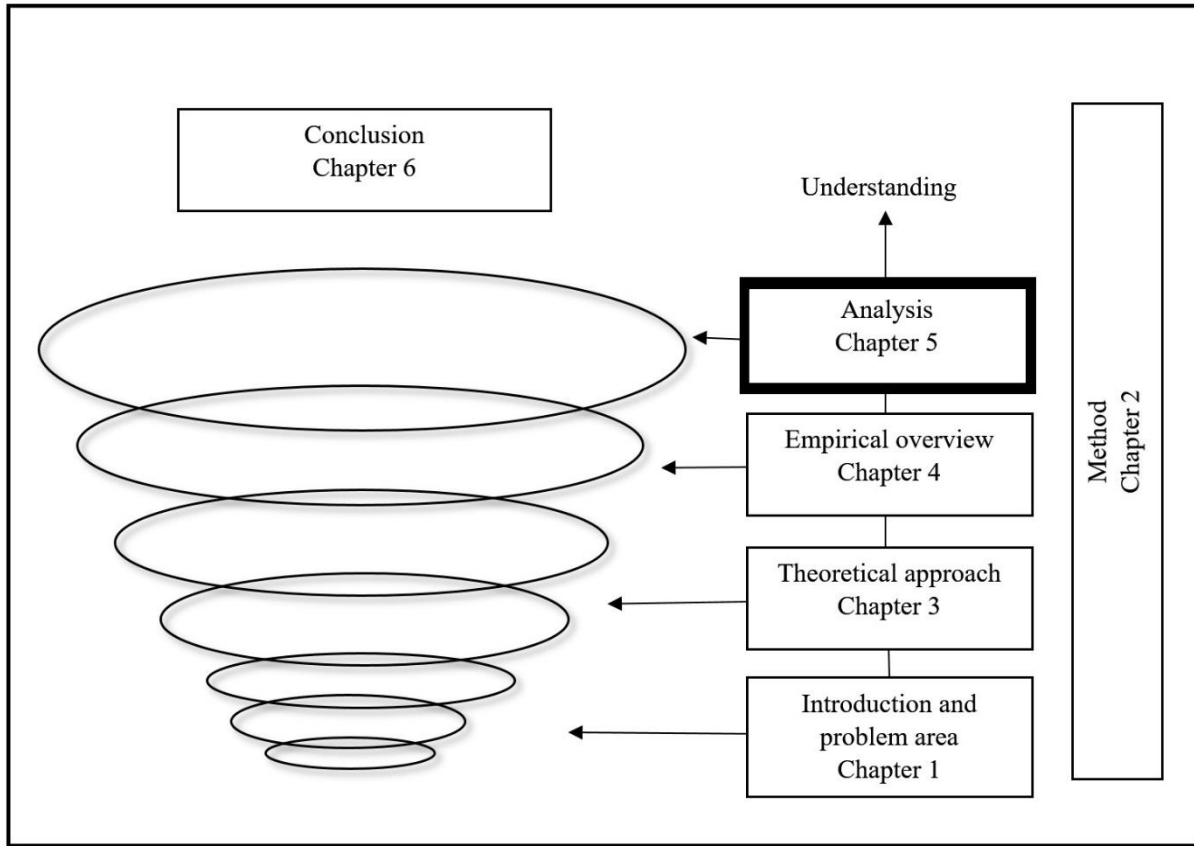 Conclusion
Chapter 6
Understanding
Analysis
Chapter 5
Empirical overview
Chapter 4
Theoretical approach
Chapter 3
Introduction and
problem area
Chapter 1
Method
Chapter 2